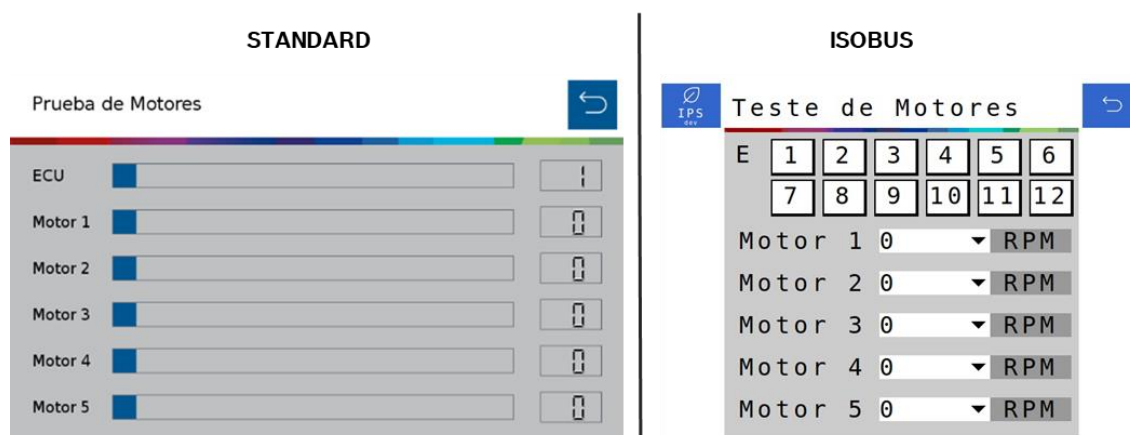 STANDARD
Prueba de Motores
ECU 1
Motor 1 0
Motor 2 0
Motor 3 0
Motor 4 0
Motor 5 0
ISOBUS
IPS
dev
Teste de Motores
E 1 2 3 4 5 6
7 8 9 10 11 12
Motor 1 0 RPM
Motor 2 0 RPM
Motor 3 0 RPM
Motor 4 0 RPM
Motor 5 0 RPM